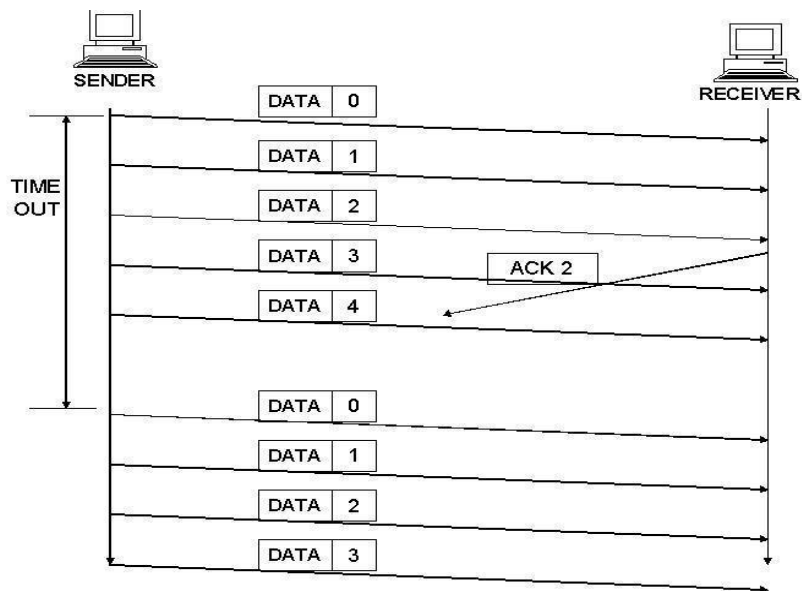 SENDER
RECEIVER
DATA 0
DATA 1
TIME
OUT
DATA 2
DATA 3
ACK 2
DATA 4
DATA 0
DATA 1
DATA 2
DATA 3